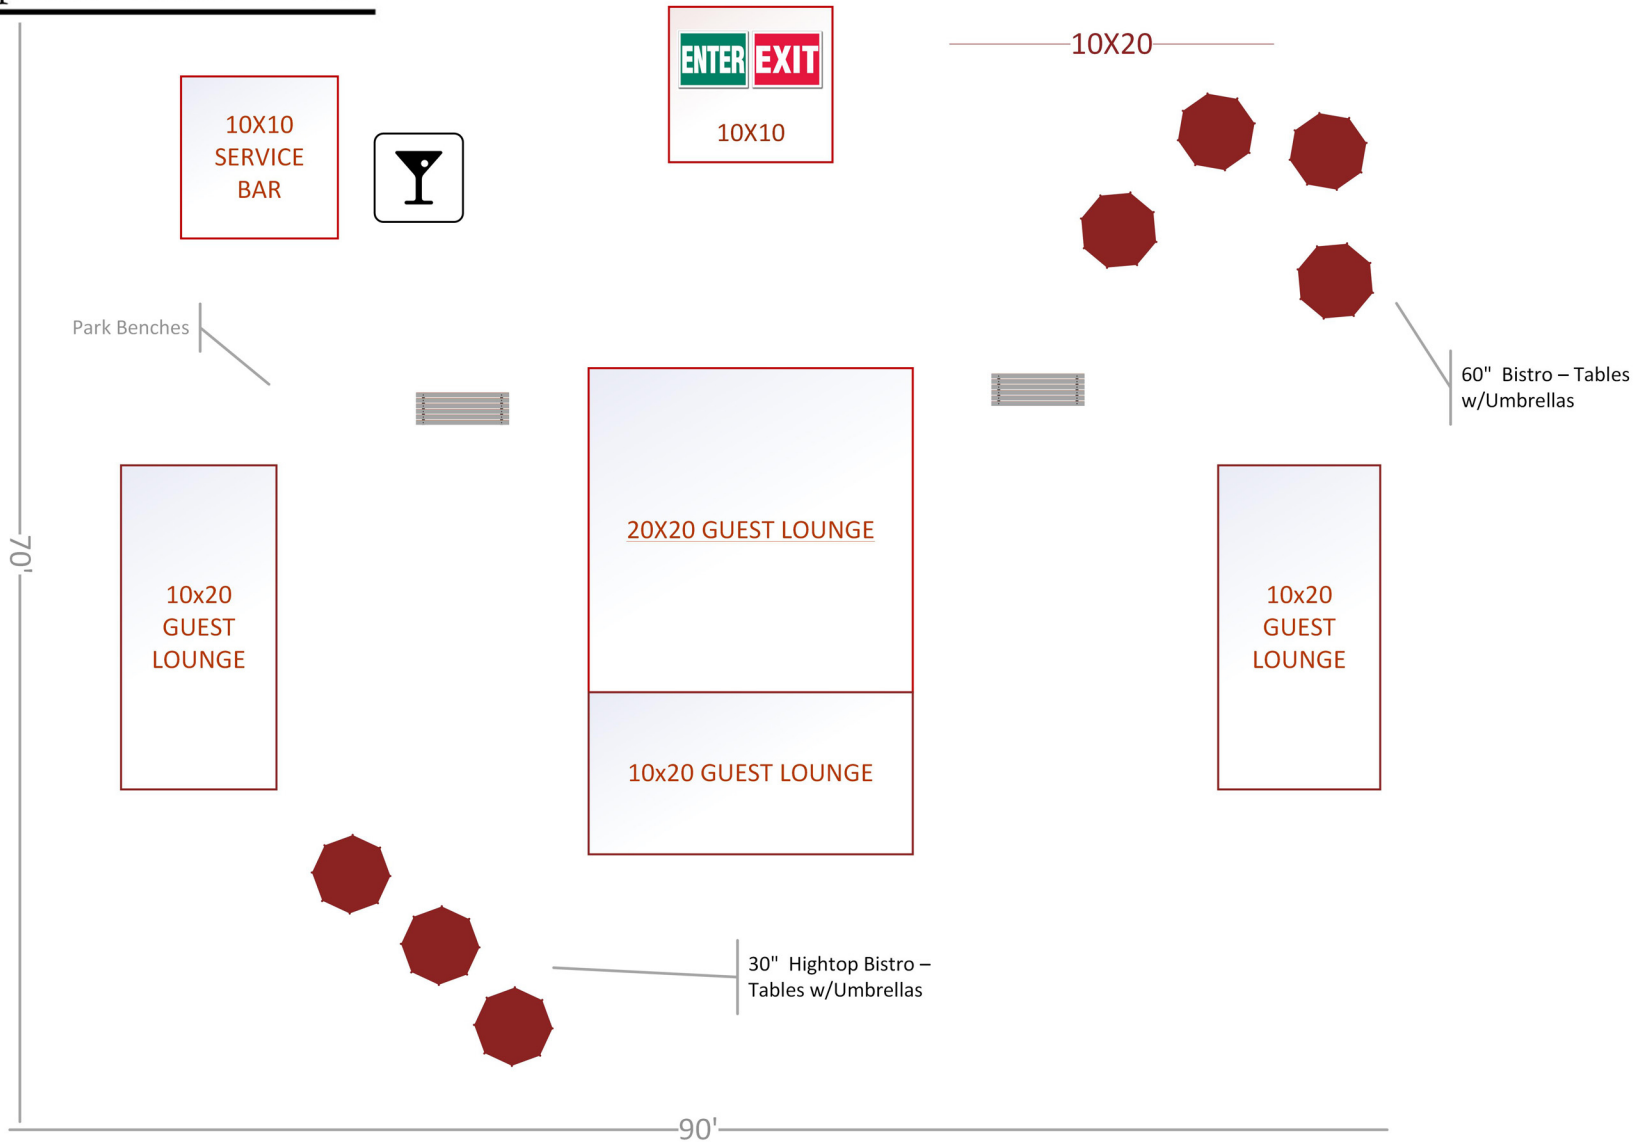 ENTER EXIT
10X10
10X20
10X10
SERVICE
BAR
Park Benches
60" Bistro – Tables
w/Umbrellas
20X20 GUEST LOUNGE
70'
10x20
GUEST
LOUNGE
10x20
GUEST
LOUNGE
10x20 GUEST LOUNGE
30" Hightop Bistro –
Tables w/Umbrellas
90'